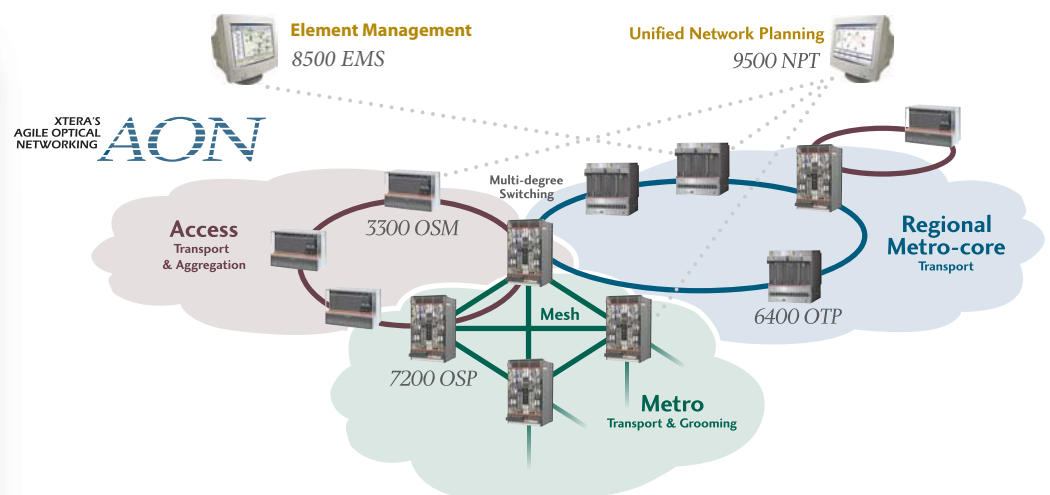 Element Management
8500 EMS
Unified Network Planning
9500 NPT
XTERA'S
AGILE OPTICAL
NETWORKING
AON
Multi-degree
Switching
Access
Transport
& Aggregation
3300 OSM
Regional
Metro-core
Transport
6400 OTP
Mesh
7200 OSP
Metro
Transport & Grooming